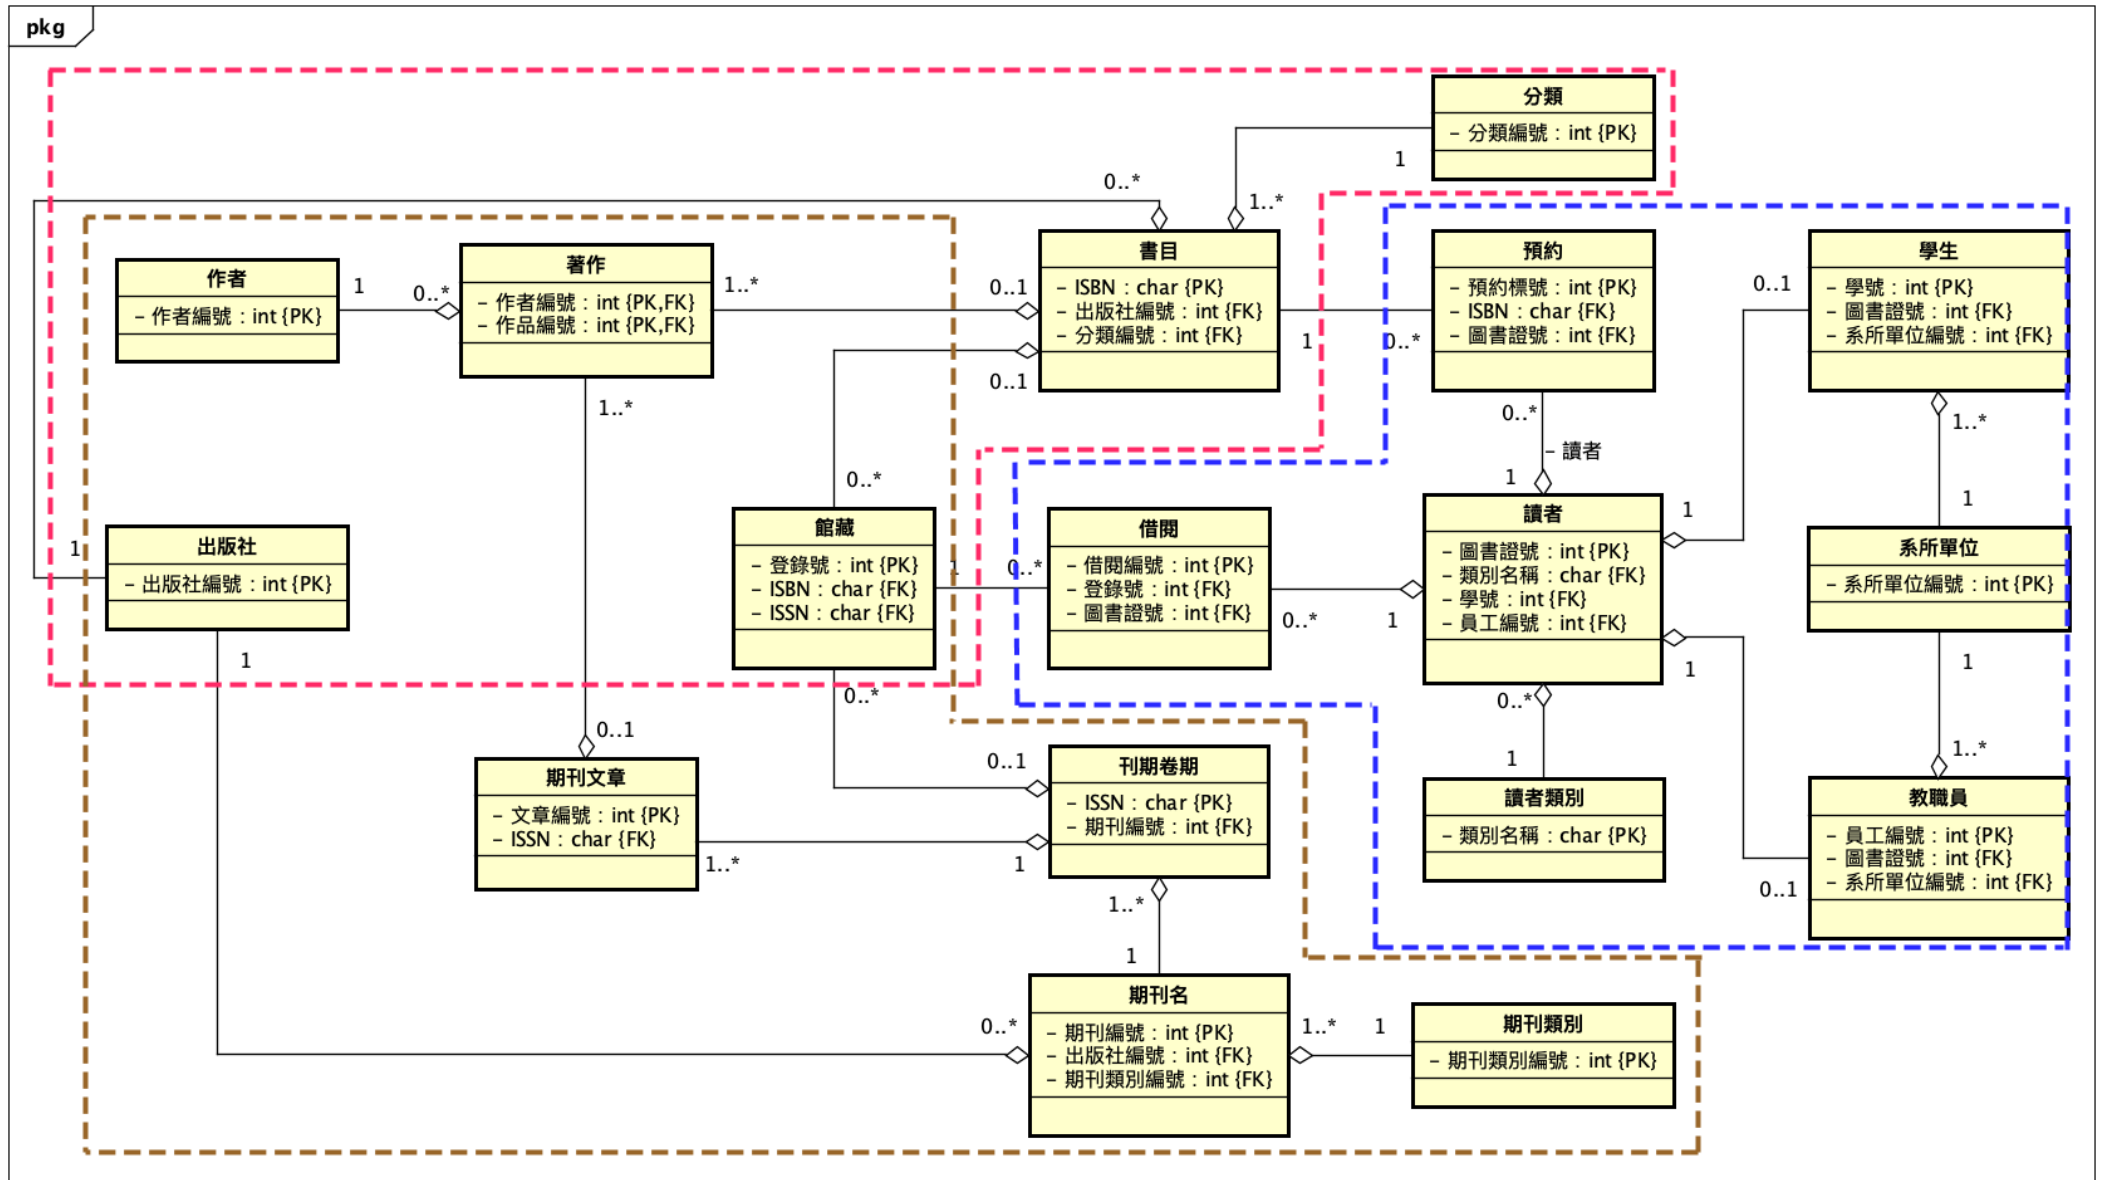 pkg
分類
– 分類編號 : int {PK}
1
0..*
1..*
作者
– 作者編號 : int {PK}
1
0..*
著作
– 作者編號 : int {PK,FK}
– 作品編號 : int {PK,FK}
1..*
0..1
書目
– ISBN : char {PK}
– 出版社編號 : int {FK}
– 分類編號 : int {FK}
1
0..*
預約
– 預約標號 : int {PK}
– ISBN : char {FK}
– 圖書證號 : int {FK}
0..1
學生
– 學號 : int {PK}
– 圖書證號 : int {FK}
– 系所單位編號 : int {FK}
0..1
1..*
0..*
– 讀者
1
1..*
0..*
1
1
1
出版社
– 出版社編號 : int {PK}
1
館藏
– 登錄號 : int {PK}
– ISBN : char {FK}
– ISSN : char {FK}
1
0..*
借閱
– 借閱編號 : int {PK}
– 登錄號 : int {FK}
– 圖書證號 : int {FK}
0..*
1
讀者
– 圖書證號 : int {PK}
– 類別名稱 : char {FK}
– 學號 : int {FK}
– 員工編號 : int {FK}
1
系所單位
– 系所單位編號 : int {PK}
1
0..*
0..*
0..1
0..1
1
1..*
期刊文章
– 文章編號 : int {PK}
– ISSN : char {FK}
1..*
1
刊期卷期
– ISSN : char {PK}
– 期刊編號 : int {FK}
讀者類別
– 類別名稱 : char {PK}
0..1
教職員
– 員工編號 : int {PK}
– 圖書證號 : int {FK}
– 系所單位編號 : int {FK}
1..*
1
0..*
期刊名
– 期刊編號 : int {PK}
– 出版社編號 : int {FK}
– 期刊類別編號 : int {FK}
1..*
1
期刊類別
– 期刊類別編號 : int {PK}